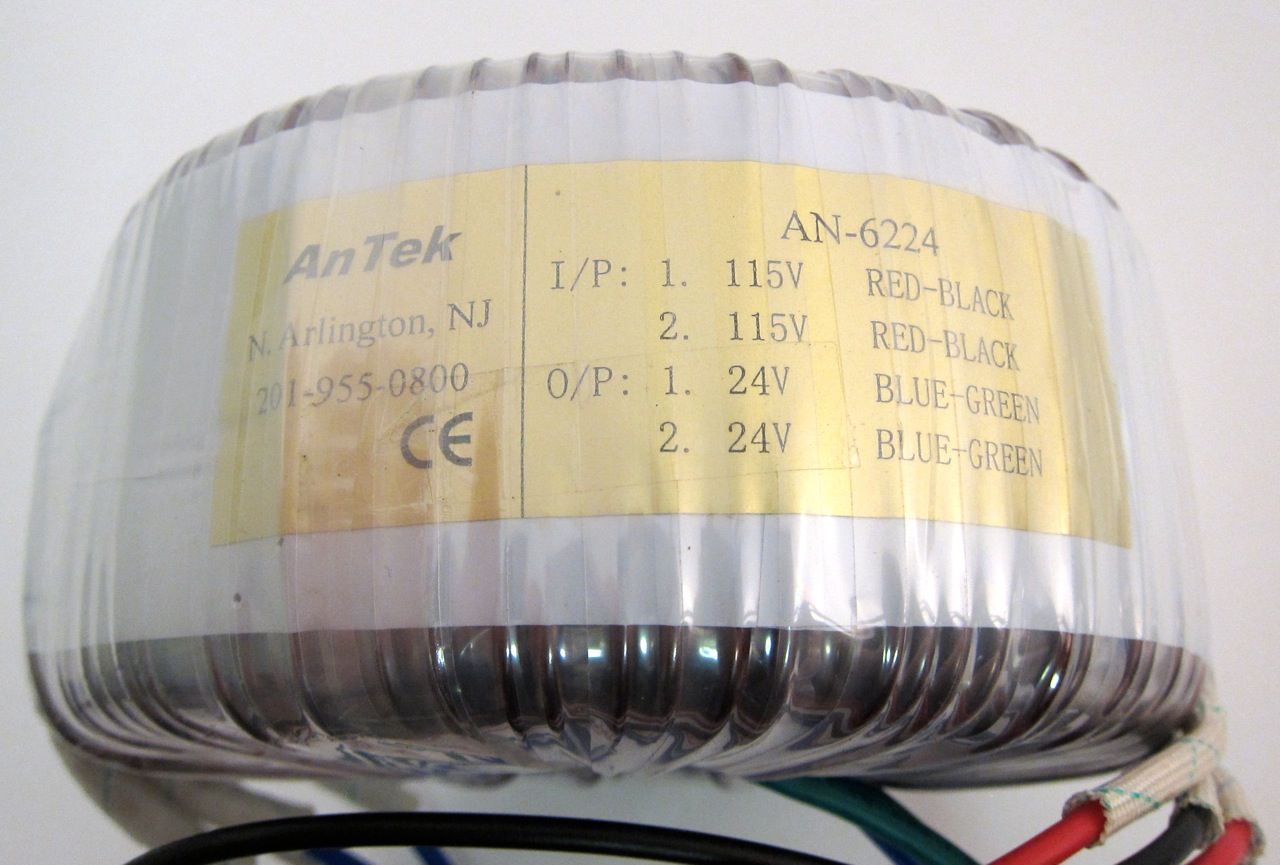 AnTek
N. Arlington, NJ
201-955-0800
CE
AN-6224
I/P: 1. 115V RED-BLACK
2. 115V RED-BLACK
O/P: 1. 24V BLUE-GREEN
2. 24V BLUE-GREEN